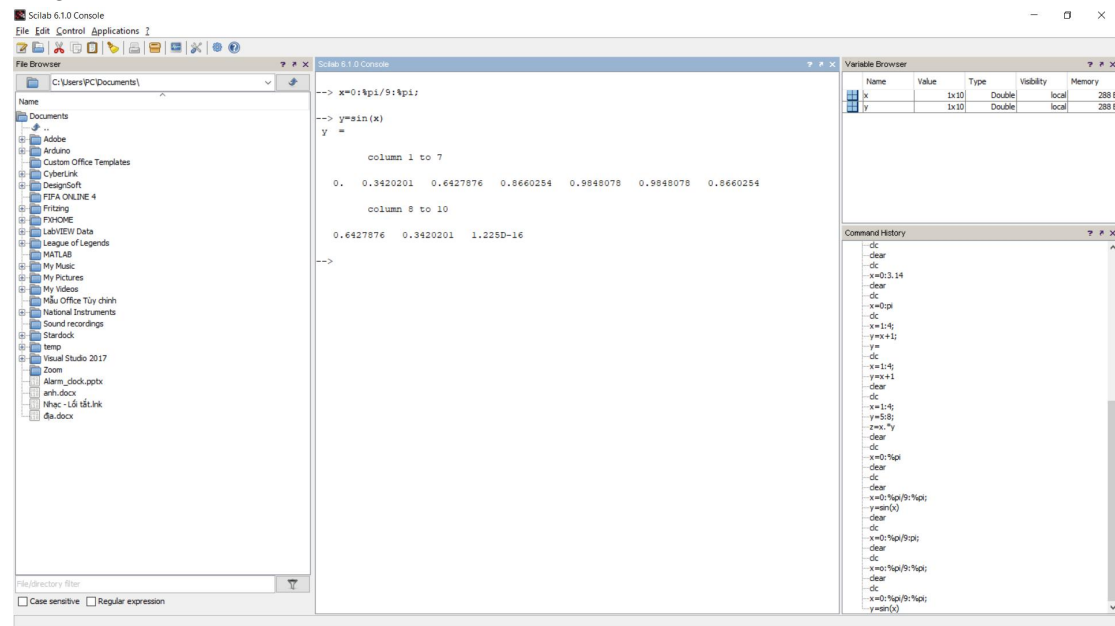 Scilab 6.1.0 Console
File Edit Control Applications ?
File Browser
C:\Users\PC\Documents\
Name
Documents
..
Adobe
Arduino
Custom Office Templates
CyberLink
DesignSoft
FIFA ONLINE 4
Fritzing
FXHOME
LabVIEW Data
League of Legends
MATLAB
My Music
My Pictures
My Videos
Mẫu Office Tùy chỉnh
National Instruments
Sound recordings
Stardock
temp
Visual Studio 2017
Zoom
Alarm_clock.pptx
anh.docx
Nhạc - Lối tắt.lnk
địa.docx
File/directory filter
Case sensitive Regular expression
Scilab 6.1.0 Console
--> x=0:%pi/9:%pi;
--> y=sin(x)
y =
column 1 to 7
0. 0.3420201 0.6427876 0.8660254 0.9848078 0.9848078 0.8660254
column 8 to 10
0.6427876 0.3420201 1.225D-16
-->
Variable Browser
Name Value Type Visibility Memory
x 1x10 Double local 288 B
y 1x10 Double local 288 B
Command History
clc
clear
clc
x=0:3.14
clear
clc
x=0:pi
clc
x=1:4;
y=x+1;
y=
clc
x=1:4;
y=x+1
clear
clc
x=1:4;
y=5:8;
z=x.*y
clear
clc
x=0:%pi
clear
clc
clear
x=0:%pi/9:%pi;
y=sin(x)
clear
clc
x=0:%pi/9:pi;
clear
clc
x=o:%pi/9:%pi;
clear
clc
x=0:%pi/9:%pi;
y=sin(x)